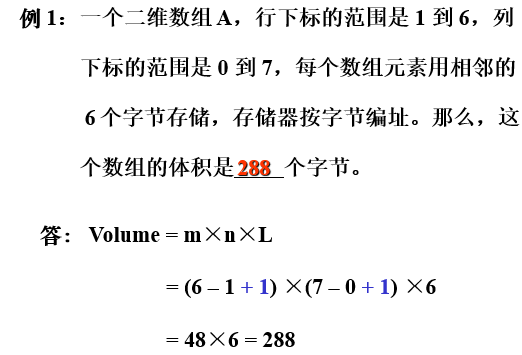 例1：一个二维数组A，行下标的范围是1到6，列
下标的范围是0到7，每个数组元素用相邻的
6个字节存储，存储器按字节编址。那么，这
个数组的体积是 288 个字节。
答： Volume = m×n×L
= (6 – 1 + 1) ×(7 – 0 + 1) ×6
= 48×6 = 288